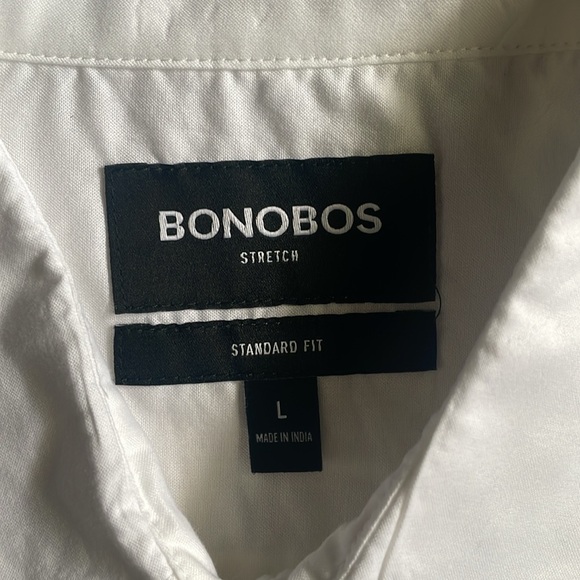 BONOBOS
STRETCH
STANDARD FIT
L
MADE IN INDIA